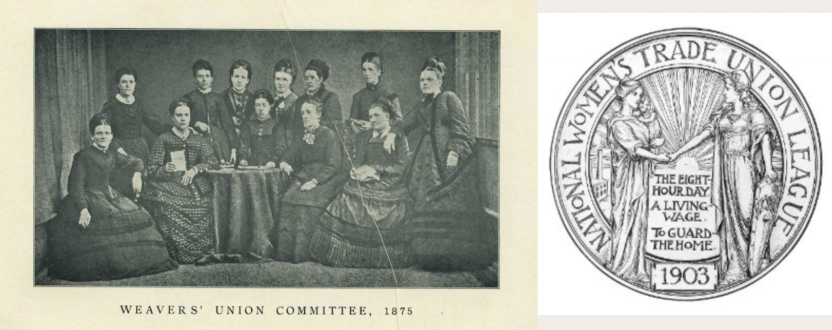 WEAVERS' UNION COMMITTEE, 1875
NATIONAL WOMEN'S TRADE UNION LEAGUE
THE EIGHT-
HOUR DAY.
A LIVING-
WAGE.
TO GUARD
THE HOME.
1903